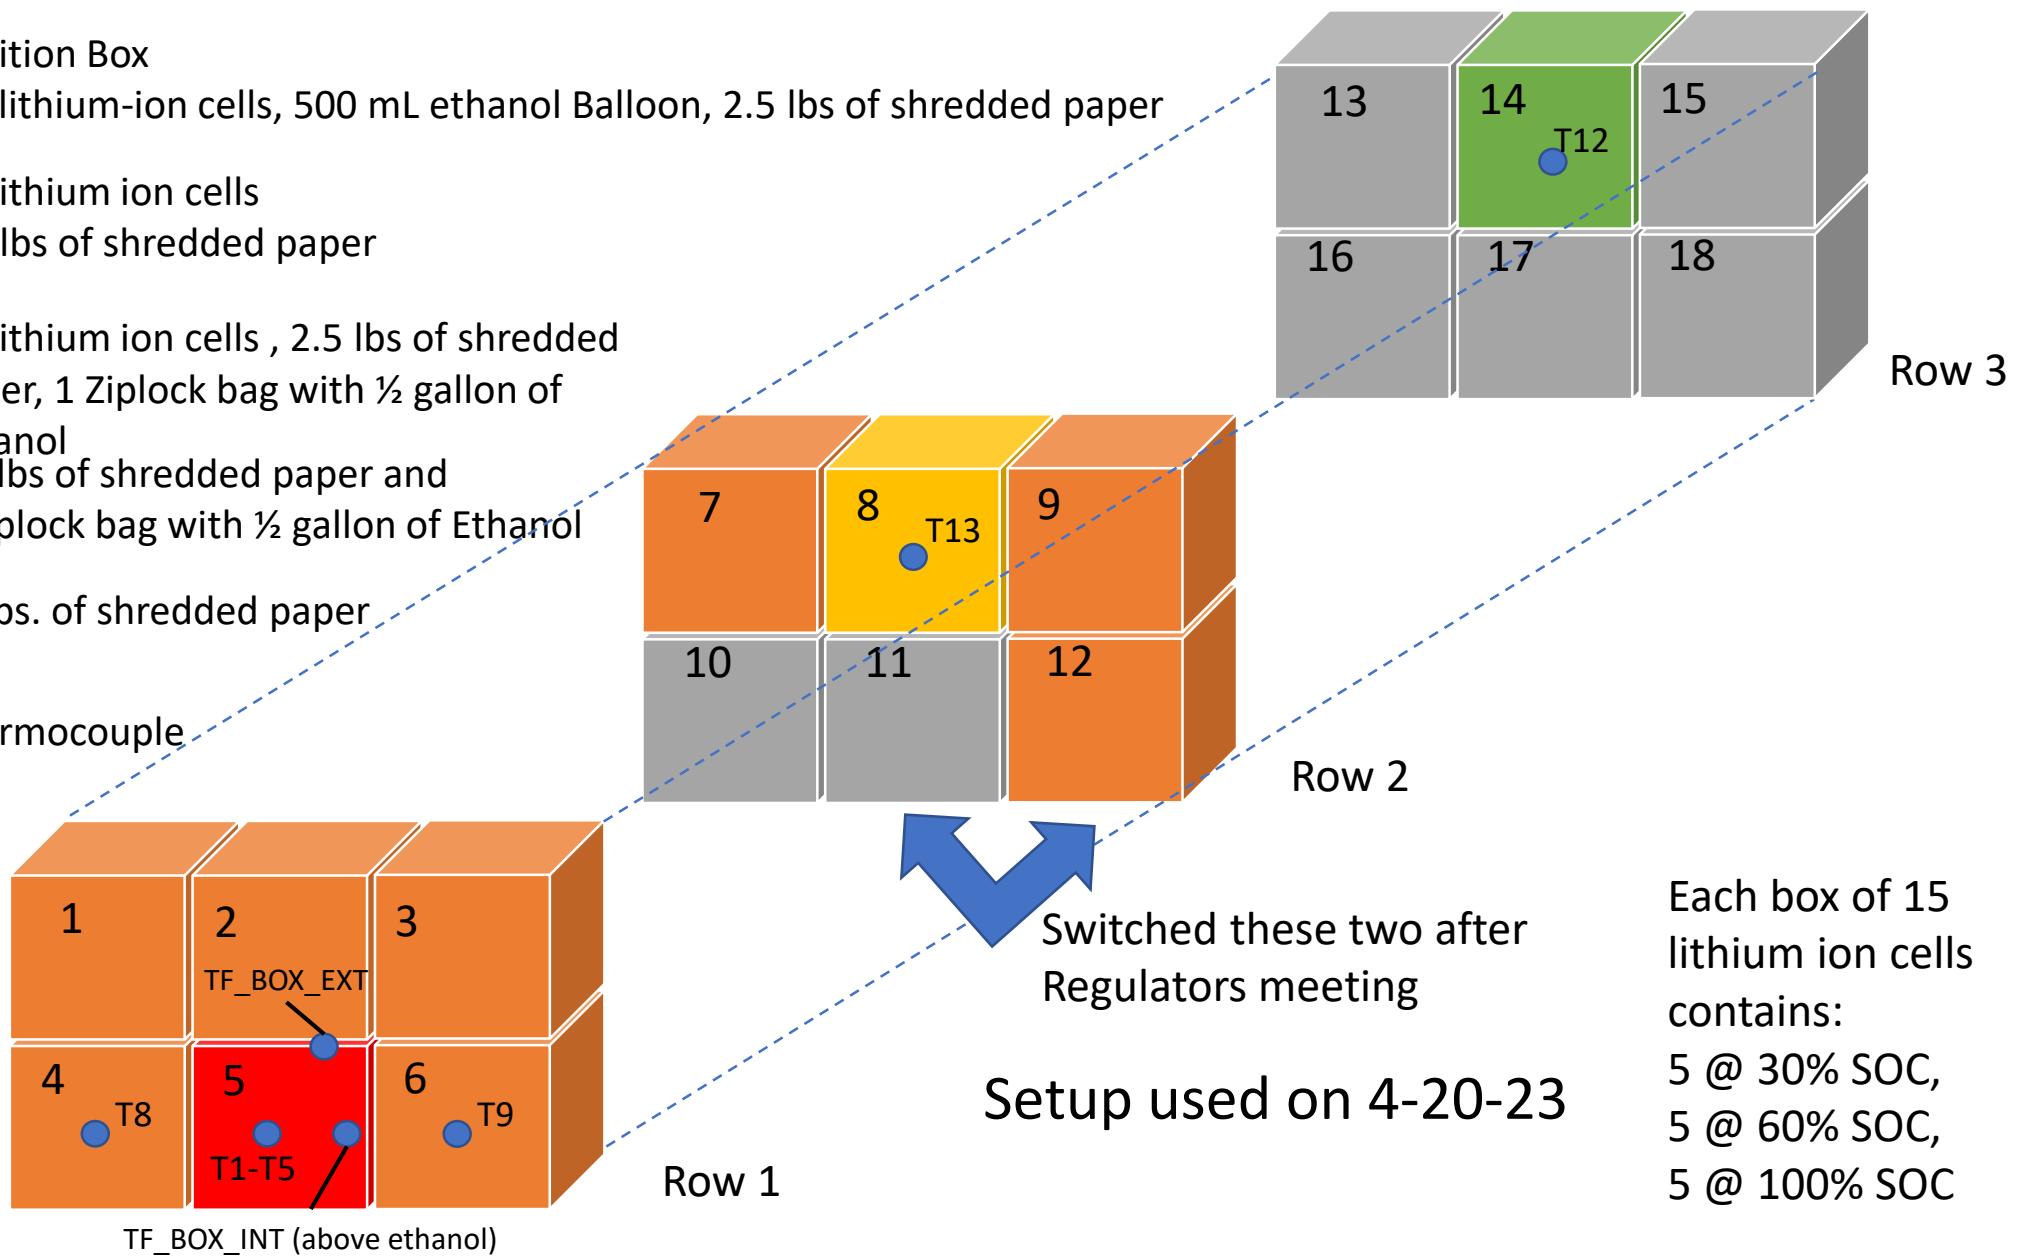 ition Box
lithium-ion cells, 500 mL ethanol Balloon, 2.5 lbs of shredded paper
ithium ion cells
lbs of shredded paper
ithium ion cells , 2.5 lbs of shredded
er, 1 Ziplock bag with ½ gallon of
anol
lbs of shredded paper and
plock bag with ½ gallon of Ethanol
bs. of shredded paper
rmocouple
13
14
15
T12
16
17
18
Row 3
7
8
9
T13
10
11
12
Row 2
1
2
3
TF_BOX_EXT
4
5
6
T8
T9
T1-T5
TF_BOX_INT (above ethanol)
Row 1
Switched these two after
Regulators meeting
Setup used on 4-20-23
Each box of 15
lithium ion cells
contains:
5 @ 30% SOC,
5 @ 60% SOC,
5 @ 100% SOC